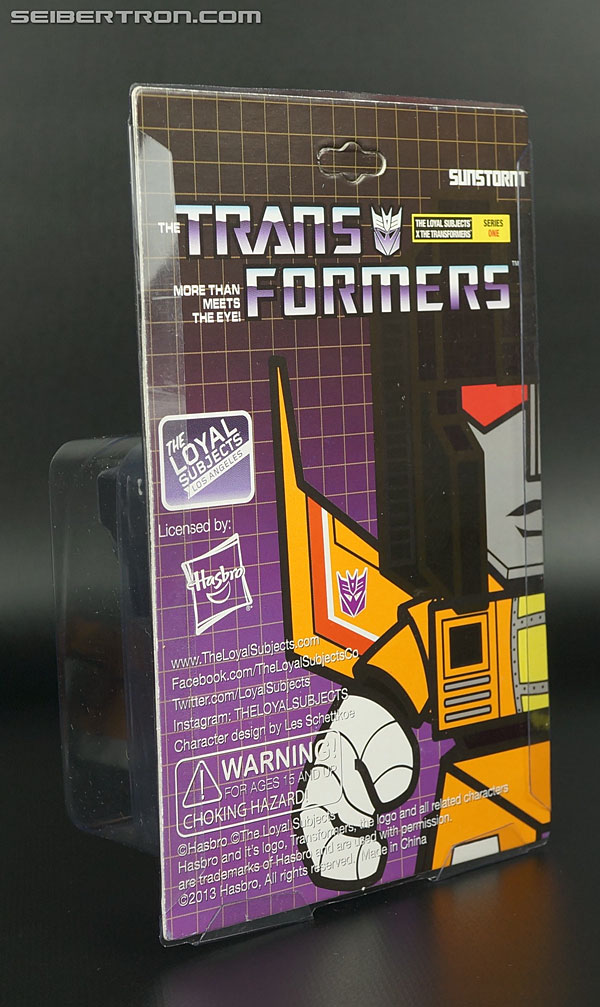 SEIBERTRON.COM
SUNSTORM
THE TRANSFORMERS
THE LOYAL SUBJECTS X THE TRANSFORMERS
SERIES ONE
MORE THAN
MEETS
THE EYE!
™
THE
LOYAL
SUBJECTS
LOS ANGELES
Licensed by:
Hasbro
www.TheLoyalSubjects.com
Facebook.com/TheLoyalSubjectsCo
Twitter.com/LoyalSubjects
Instagram: THELOYALSUBJECTS
Character design by Les Schettkoe
WARNING!
FOR AGES 15 AND UP
CHOKING HAZARD!
©Hasbro ©The Loyal Subjects
Hasbro and it's logo, Transformers, the logo and all related characters
are trademarks of Hasbro and are used with permission.
©2013 Hasbro, All rights reserved. Made in China